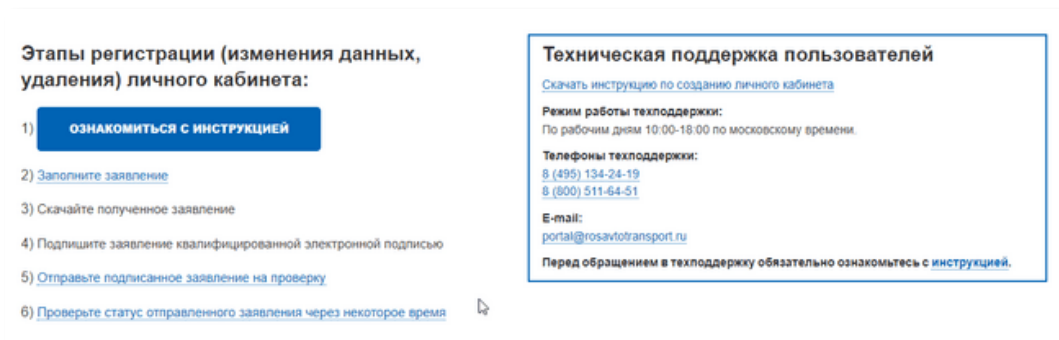 Этапы регистрации (изменения данных,
удаления) личного кабинета:
1) ОЗНАКОМИТЬСЯ С ИНСТРУКЦИЕЙ
2) Заполните заявление
3) Скачайте полученное заявление
4) Подпишите заявление квалифицированной электронной подписью
5) Отправьте подписанное заявление на проверку
6) Проверьте статус отправленного заявления через некоторое время
Техническая поддержка пользователей
Скачать инструкцию по созданию личного кабинета
Режим работы техподдержки:
По рабочим дням 10:00-18:00 по московскому времени.
Телефоны техподдержки:
8 (495) 134-24-19
8 (800) 511-64-51
E-mail:
portal@rosavtotransport.ru
Перед обращением в техподдержку обязательно ознакомьтесь с инструкцией.